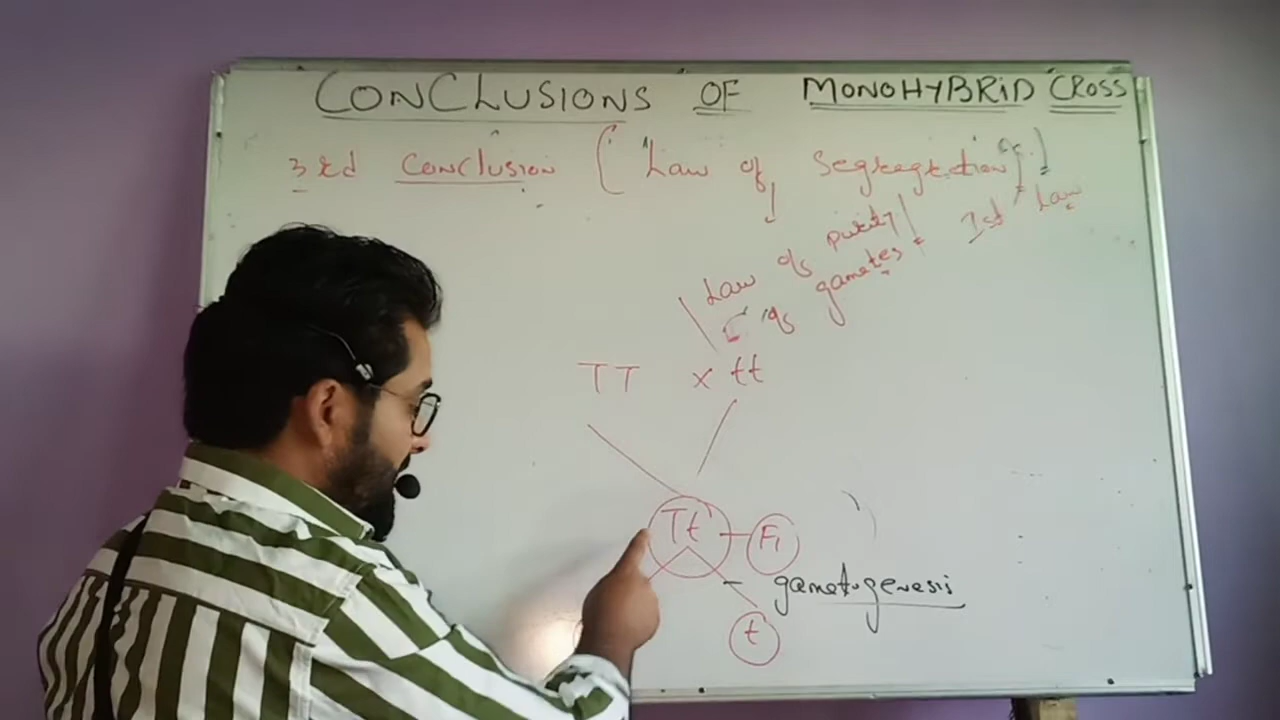 CONCLUSIONS OF MONOHYBRID CROSS
3rd Conclusion ( Law of Segregation )
1st Law
Law of purity
of gametes
TT x tt
Tt F1
gametogenesis
t